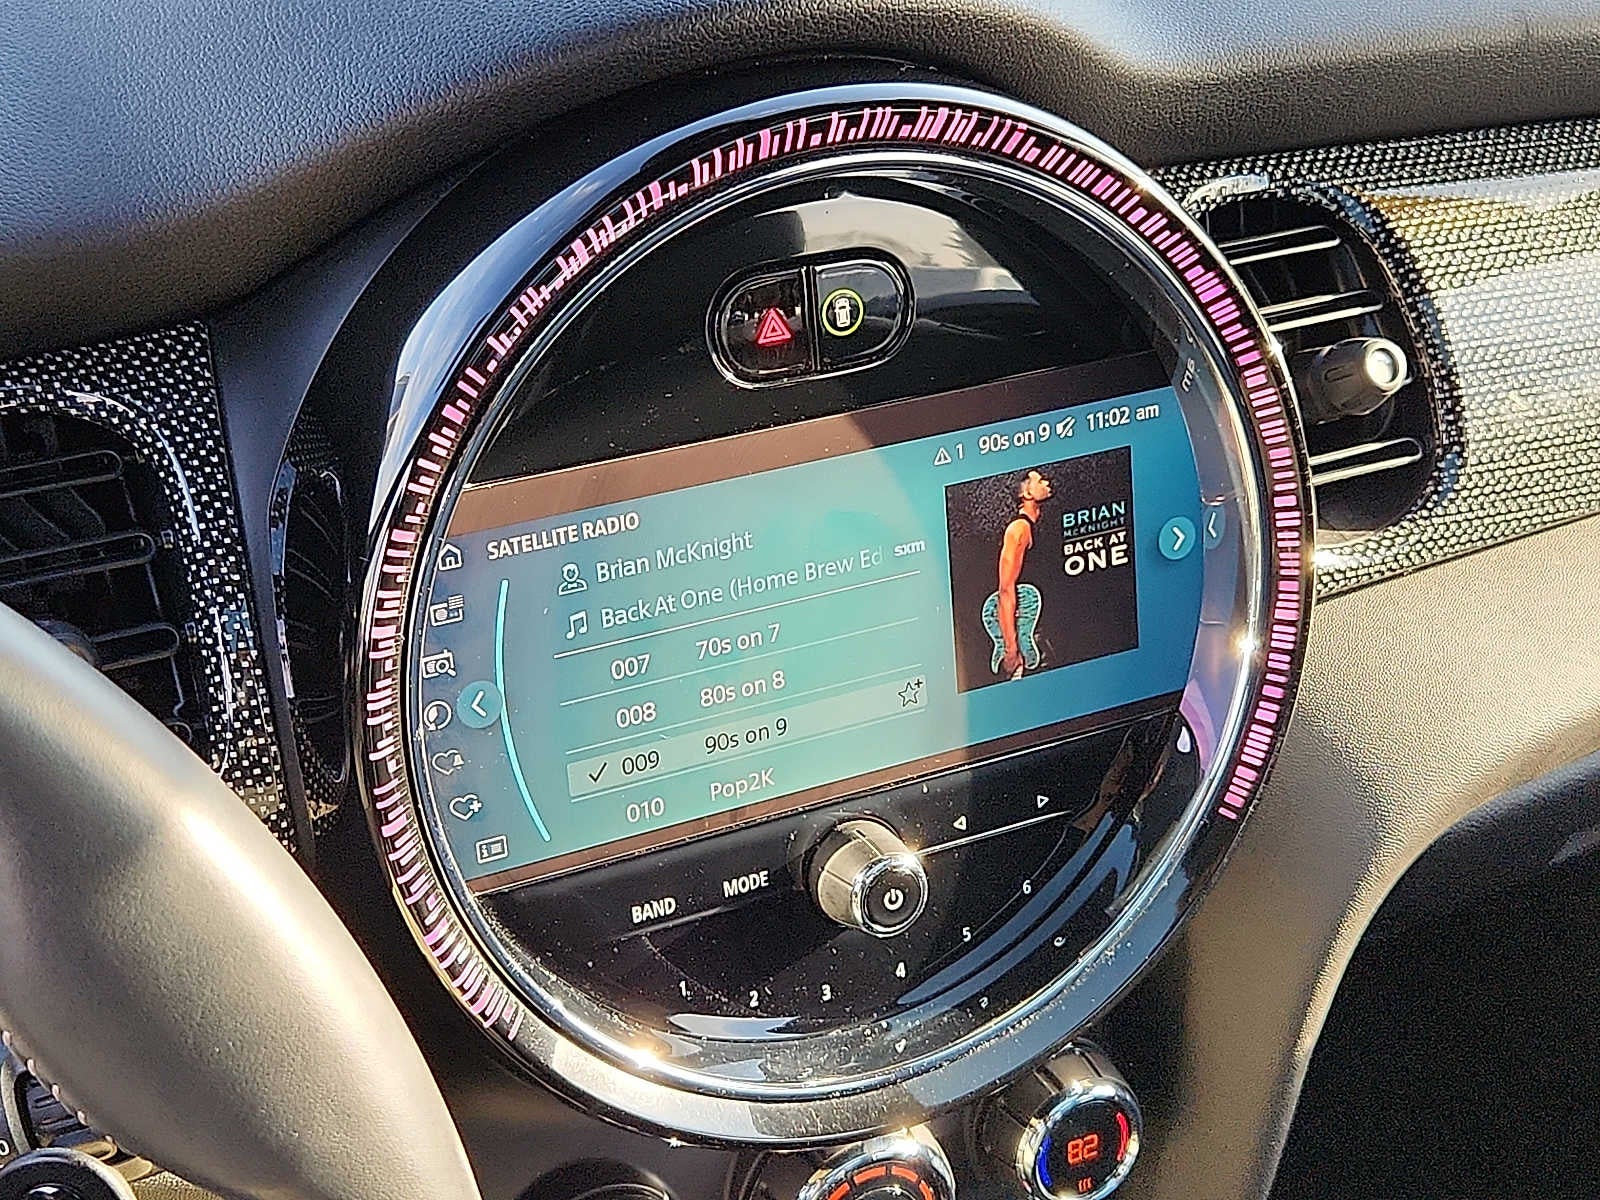 1 90s on 9 11:02 am
SATELLITE RADIO
Brian McKnight
sxm
Back At One (Home Brew Ed
007 70s on 7
008 80s on 8
009 90s on 9
010 Pop2K
BRIAN
MCKNIGHT
BACK AT
ONE
BAND
MODE
1 2 3 4 5 6
82